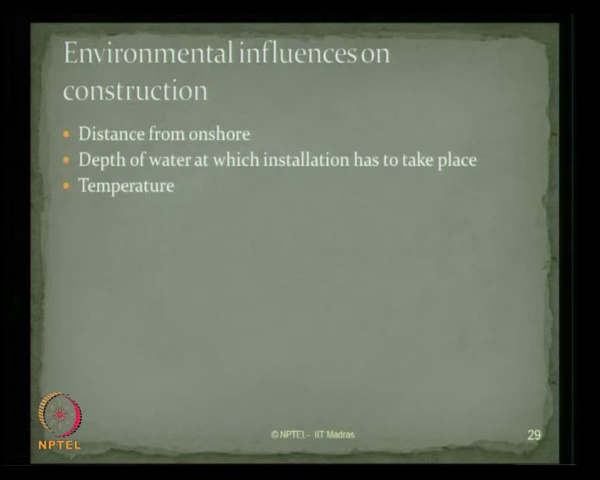 Environmental influences on
construction
• Distance from onshore
• Depth of water at which installation has to take place
• Temperature
NPTEL
© NPTEL - IIT Madras
29